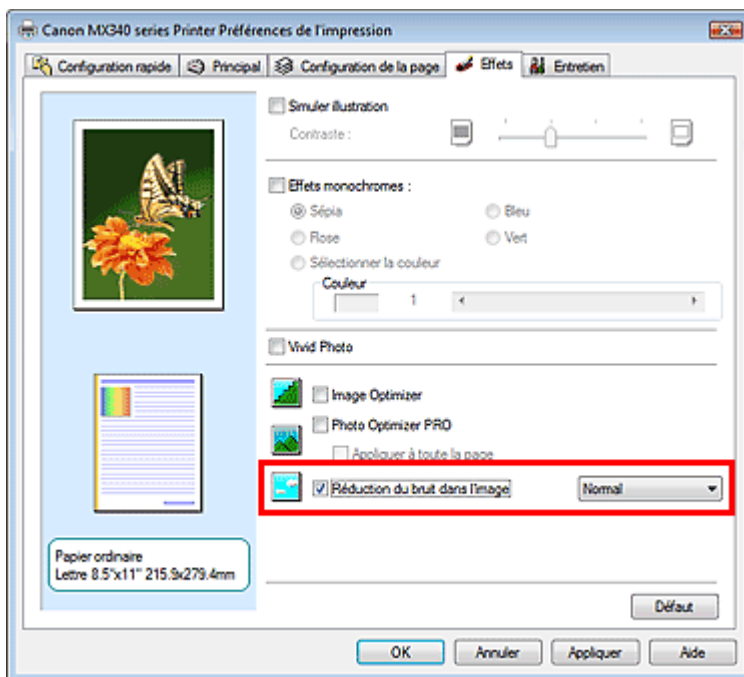 Canon MX340 series Printer Préférences de l'impression
Configuration rapide Principal Configuration de la page Effets Entretien
Simuler illustration
Contraste :
Effets monochromes :
Sépia Bleu
Rose Vert
Sélectionner la couleur
Couleur
1
Vivid Photo
Image Optimizer
Photo Optimizer PRO
Appliquer à toute la page
Réduction du bruit dans l'image Normal
Papier ordinaire
Lettre 8.5"x11" 215.9x279.4mm
Défaut
OK Annuler Appliquer Aide